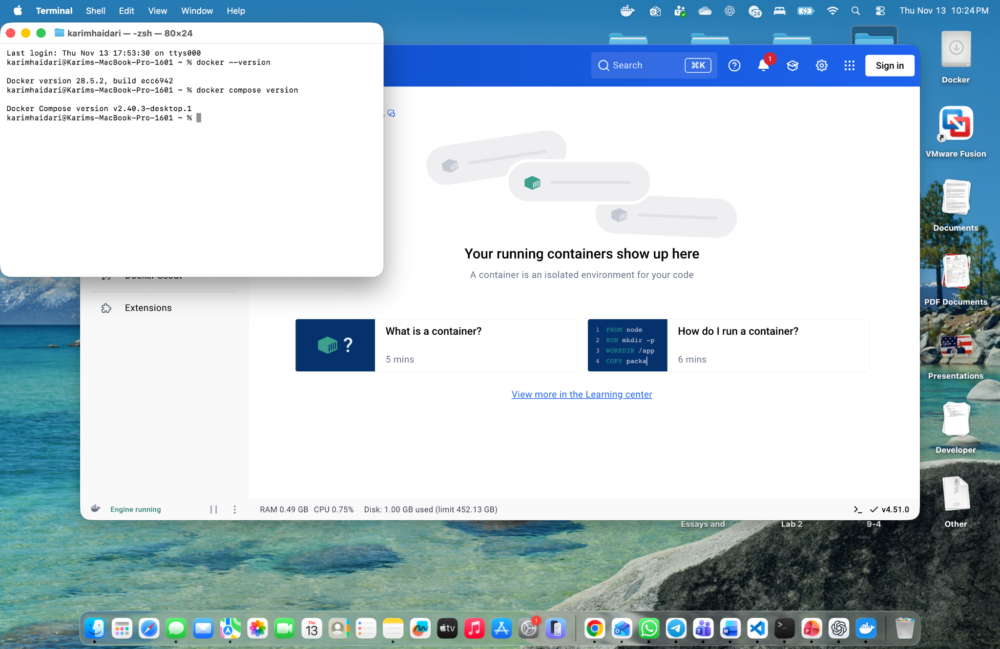 Terminal Shell Edit View Window Help
24
Thu Nov 13 10:24 PM
karimhaidari — -zsh — 80×24
Last login: Thu Nov 13 17:53:30 on ttys000
karimhaidari@Karims-MacBook-Pro-1601 ~ % docker --version
Docker version 28.5.2, build ecc6942
karimhaidari@Karims-MacBook-Pro-1601 ~ % docker compose version
Docker Compose version v2.40.3-desktop.1
karimhaidari@Karims-MacBook-Pro-1601 ~ %
Search
⌘K
1
Sign in
Your running containers show up here
A container is an isolated environment for your code
Docker Scout
Extensions
What is a container?
?
5 mins
1 FROM node
2 RUN mkdir -p
3 WORKDIR /app
4 COPY packa
How do I run a container?
6 mins
View more in the Learning center
Engine running
RAM 0.49 GB CPU 0.75% Disk: 1.00 GB used (limit 452.13 GB)
v4.51.0
Docker
VMware Fusion
Documents
PDF Documents
Presentations
Developer
ZIP
Other
Essays and
Lab 2
9-4
Thu
13
tv
1